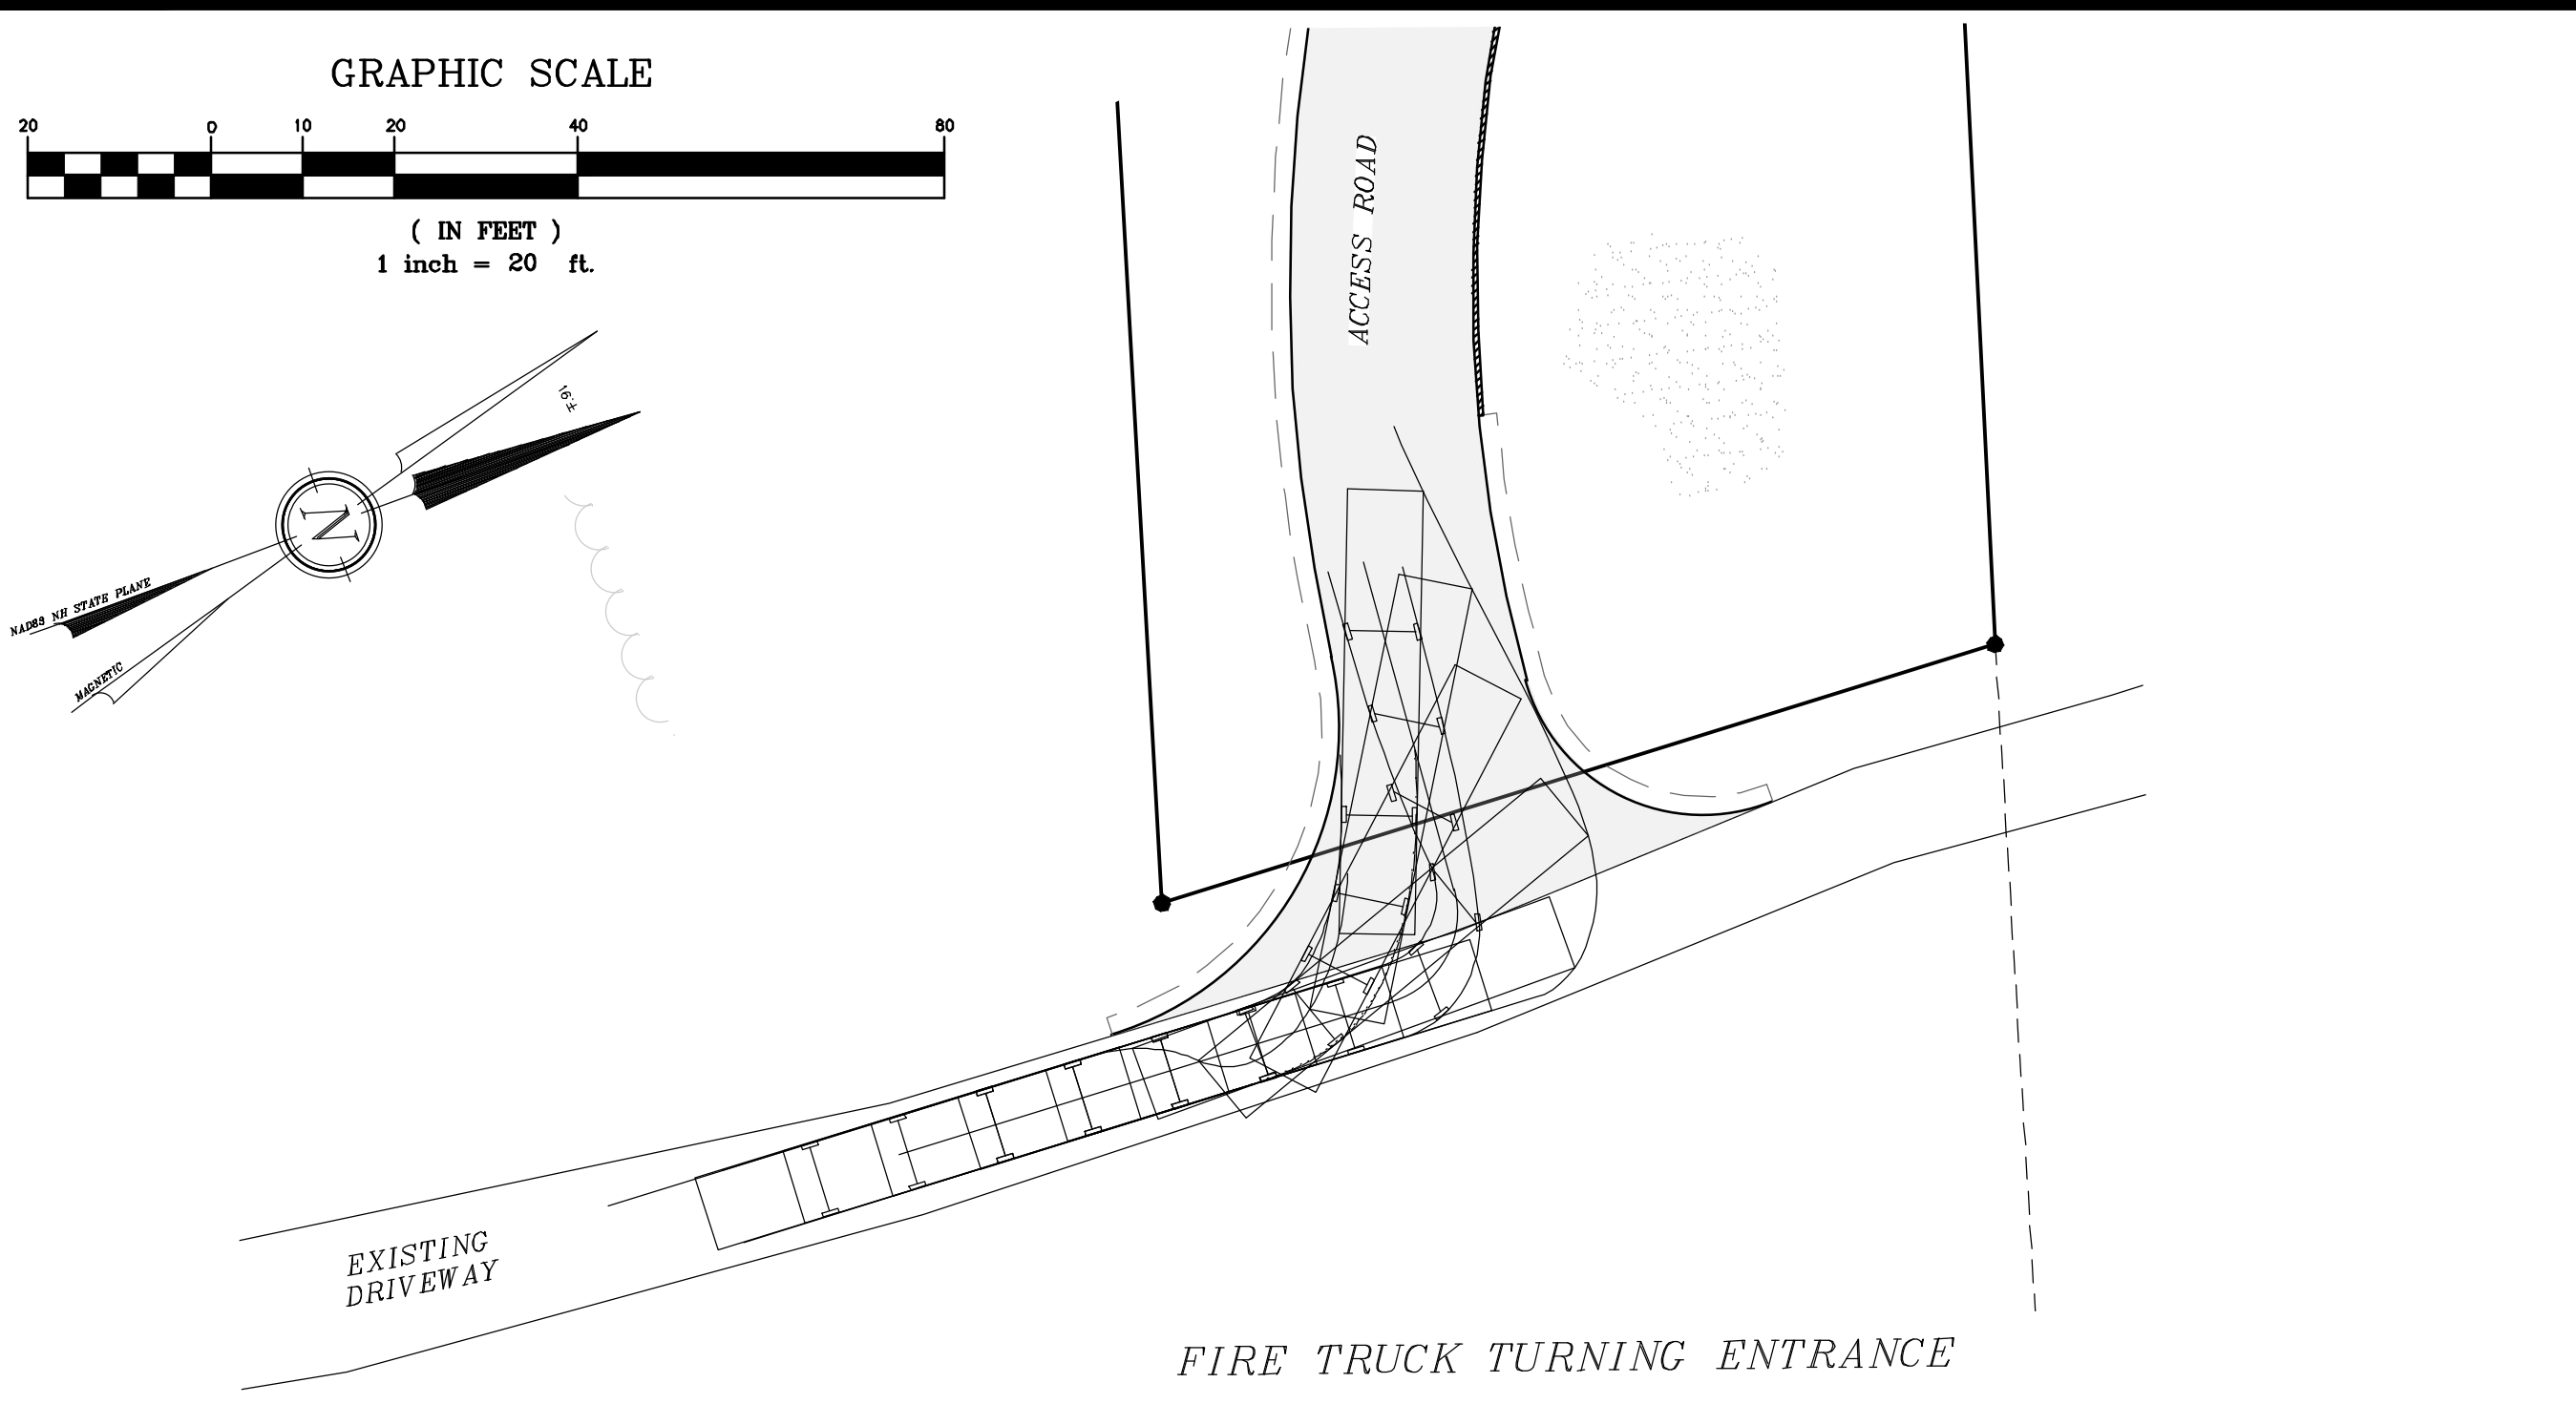 GRAPHIC SCALE
20 0 10 20 40 80
( IN FEET )
1 inch = 20 ft.
16°±
N
NAD83 NH STATE PLANE
MAGNETIC
ACCESS ROAD
EXISTING
DRIVEWAY
FIRE TRUCK TURNING ENTRANCE